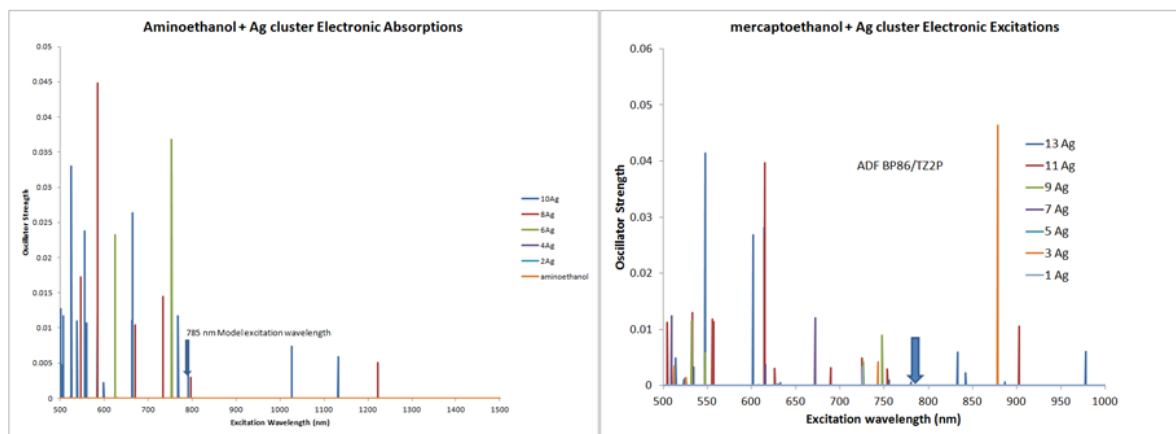 Aminoethanol + Ag cluster Electronic Absorptions
0.05
0.045
0.04
0.035
0.03
0.025
0.02
0.015
0.01
0.005
0
Oscillator Strength
785 nm Model excitation wavelength
10Ag
8Ag
6Ag
4Ag
2Ag
aminoethanol
500 600 700 800 900 1000 1100 1200 1300 1400 1500
Excitation Wavelength (nm)
mercaptoethanol + Ag cluster Electronic Excitations
0.06
0.05
0.04
0.03
0.02
0.01
0
Oscillator Strength
ADF BP86/TZ2P
13 Ag
11 Ag
9 Ag
7 Ag
5 Ag
3 Ag
1 Ag
500 550 600 650 700 750 800 850 900 950 1000
Excitation wavelength (nm)